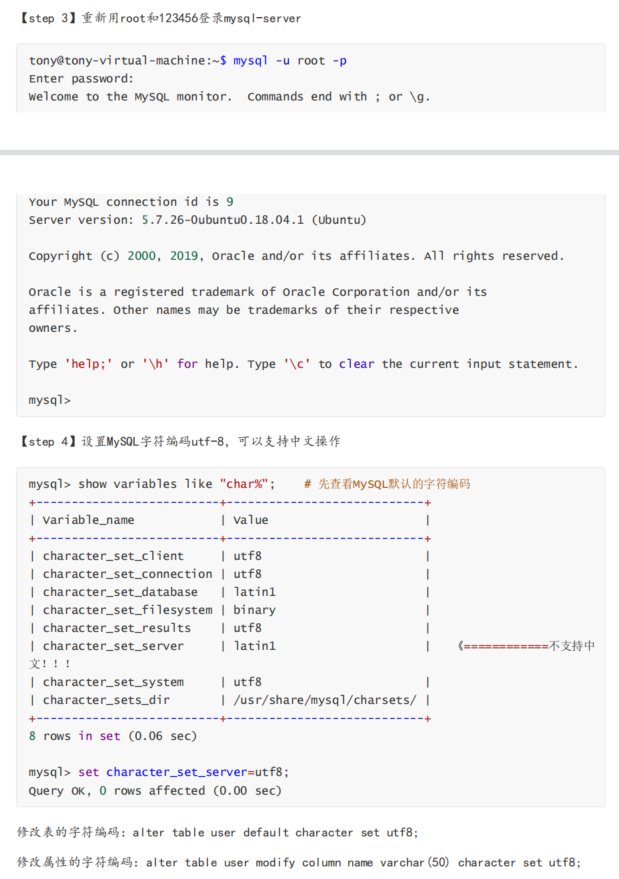 【step 3】重新用root和123456登录mysql-server
tony@tony-virtual-machine:~$ mysql -u root -p
Enter password:
Welcome to the MySQL monitor.  Commands end with ; or \g.
Your MySQL connection id is 9
Server version: 5.7.26-0ubuntu0.18.04.1 (Ubuntu)
Copyright (c) 2000, 2019, Oracle and/or its affiliates. All rights reserved.
Oracle is a registered trademark of Oracle Corporation and/or its
affiliates. Other names may be trademarks of their respective
owners.
Type 'help;' or '\h' for help. Type '\c' to clear the current input statement.
mysql>
【step 4】设置MySQL字符编码utf-8，可以支持中文操作
mysql> show variables like "char%";    # 先查看MySQL默认的字符编码
+--------------------------+----------------------------+
| Variable_name            | Value                      |
+--------------------------+----------------------------+
| character_set_client     | utf8                       |
| character_set_connection | utf8                       |
| character_set_database   | latin1                     |
| character_set_filesystem | binary                     |
| character_set_results    | utf8                       |
| character_set_server     | latin1                     |    《============不支持中
文！！！
| character_set_system     | utf8                       |
| character_sets_dir       | /usr/share/mysql/charsets/ |
+--------------------------+----------------------------+
8 rows in set (0.06 sec)
mysql> set character_set_server=utf8;
Query OK, 0 rows affected (0.00 sec)
修改表的字符编码：alter table user default character set utf8;
修改属性的字符编码：alter table user modify column name varchar(50) character set utf8;